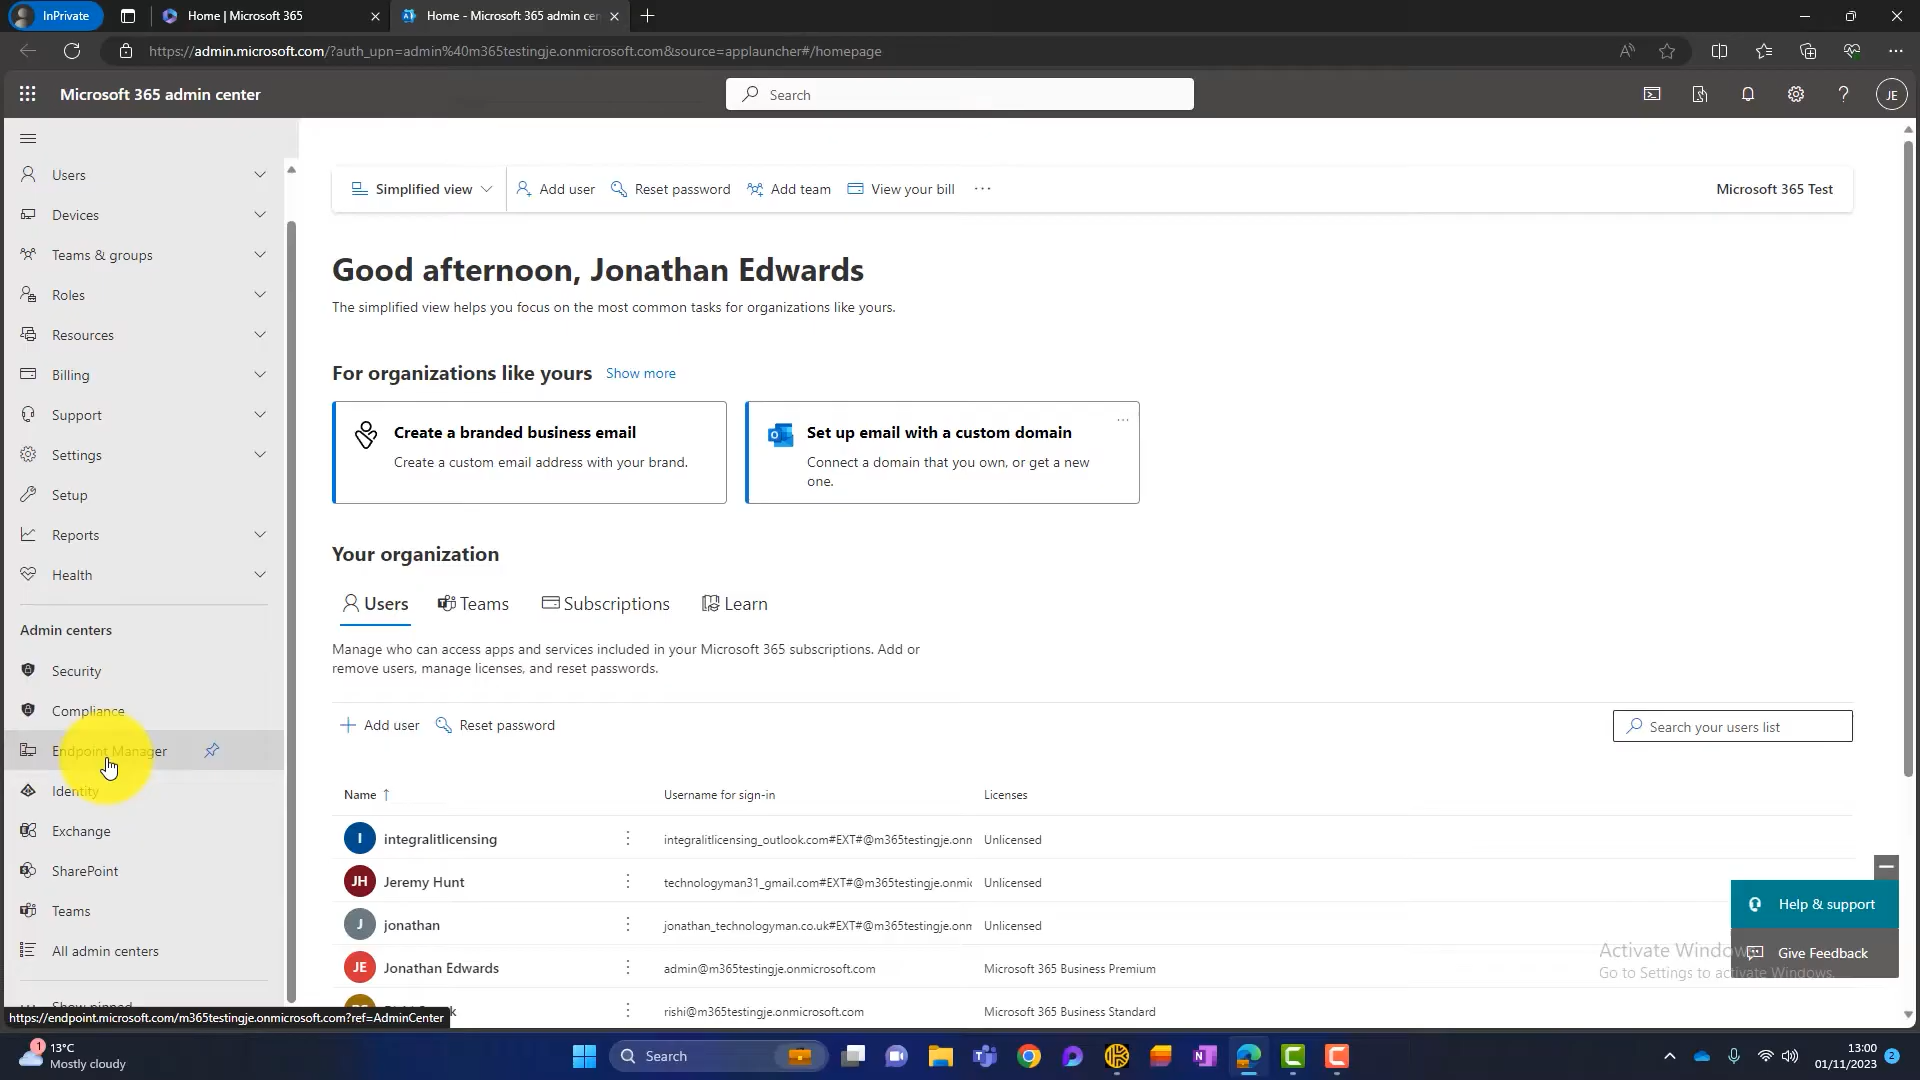 InPrivate
Home | Microsoft 365
Home - Microsoft 365 admin cen
https://admin.microsoft.com/?auth_upn=admin%40m365testingje.onmicrosoft.com&source=applauncher#/homepage
Microsoft 365 admin center
Search
JE
Users
Devices
Teams & groups
Roles
Resources
Billing
Support
Settings
Setup
Reports
Health
Admin centers
Security
Compliance
Endpoint Manager
Identity
Exchange
SharePoint
Teams
All admin centers
Show pinned
https://endpoint.microsoft.com/m365testingje.onmicrosoft.com?ref=AdminCenter
Simplified view
Add user
Reset password
Add team
View your bill
Microsoft 365 Test
Good afternoon, Jonathan Edwards
The simplified view helps you focus on the most common tasks for organizations like yours.
For organizations like yours Show more
Create a branded business email
Create a custom email address with your brand.
Set up email with a custom domain
Connect a domain that you own, or get a new
one.
Your organization
Users Teams Subscriptions Learn
Manage who can access apps and services included in your Microsoft 365 subscriptions. Add or
remove users, manage licenses, and reset passwords.
Add user Reset password
Search your users list
Name ↑ Username for sign-in Licenses
I integralitlicensing integralitlicensing_outlook.com#EXT#@m365testingje.onm Unlicensed
JH Jeremy Hunt technologyman31_gmail.com#EXT#@m365testingje.onmic Unlicensed
J jonathan jonathan_technologyman.co.uk#EXT#@m365testingje.onm Unlicensed
JE Jonathan Edwards admin@m365testingje.onmicrosoft.com Microsoft 365 Business Premium
rishi@m365testingje.onmicrosoft.com Microsoft 365 Business Standard
Help & support
Give Feedback
Activate Window
Go to Settings to activate Windows.
1
13°C
Mostly cloudy
Search
13:00
01/11/2023
2